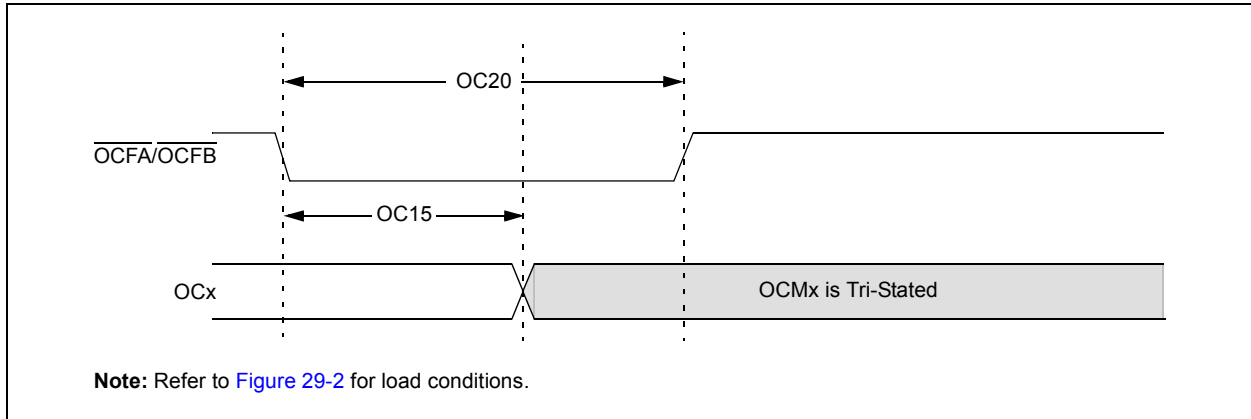 OC20
OCFA/OCFB
OC15
OCx
OCMx is Tri-Stated
Note: Refer to Figure 29-2 for load conditions.